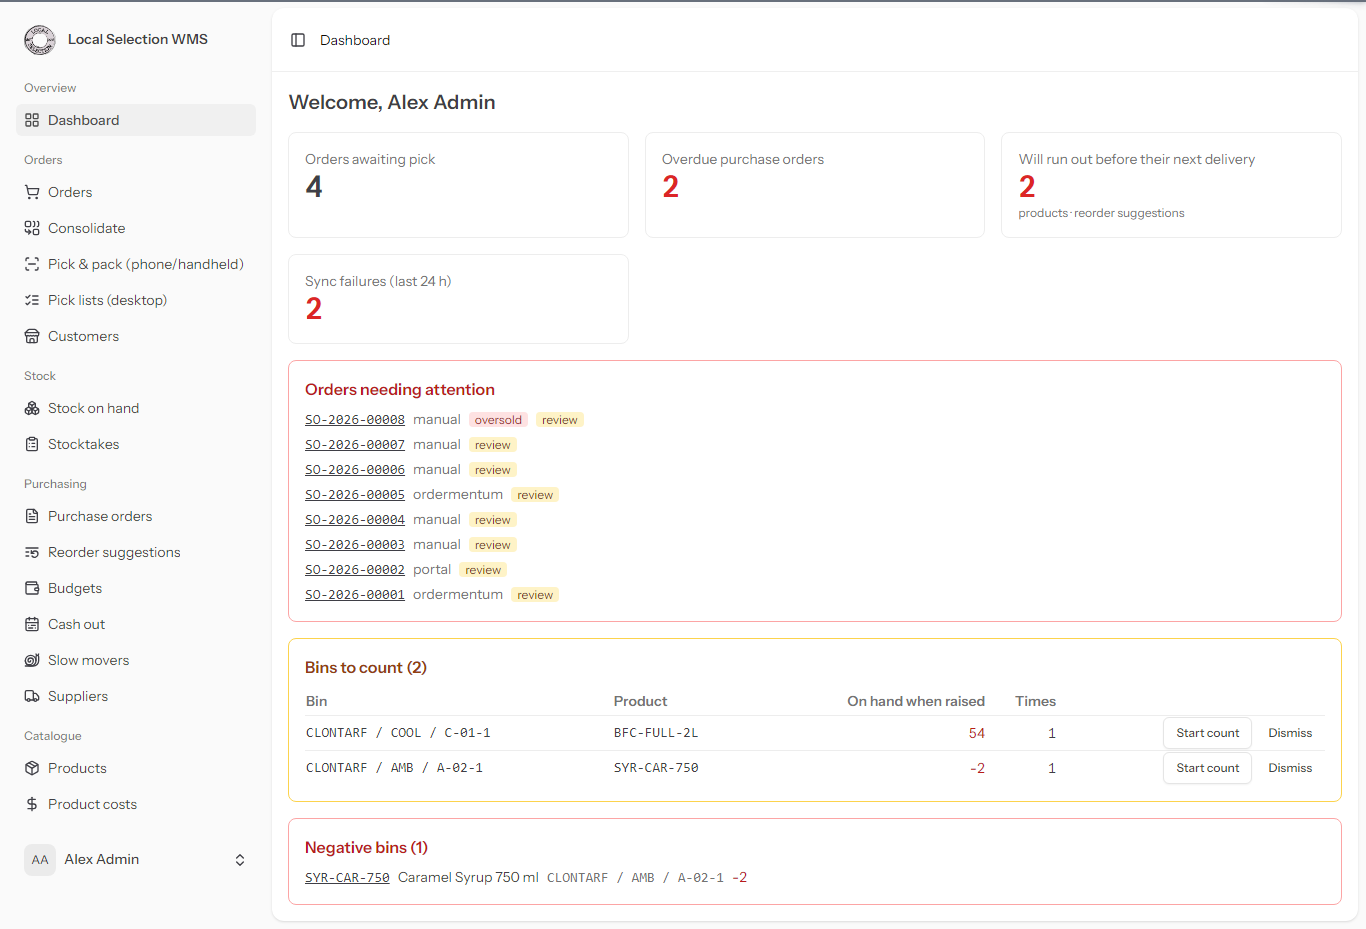 Local Selection WMS
Overview
Dashboard
Orders
Orders
Consolidate
Pick & pack (phone/handheld)
Pick lists (desktop)
Customers
Stock
Stock on hand
Stocktakes
Purchasing
Purchase orders
Reorder suggestions
Budgets
Cash out
Slow movers
Suppliers
Catalogue
Products
Product costs
AA Alex Admin
Dashboard
Welcome, Alex Admin
Orders awaiting pick
4
Overdue purchase orders
2
Will run out before their next delivery
2
products · reorder suggestions
Sync failures (last 24 h)
2
Orders needing attention
SO-2026-00008 manual oversold review
SO-2026-00007 manual review
SO-2026-00006 manual review
SO-2026-00005 ordermentum review
SO-2026-00004 manual review
SO-2026-00003 manual review
SO-2026-00002 portal review
SO-2026-00001 ordermentum review
Bins to count (2)
Bin Product On hand when raised Times
CLONTARF / COOL / C-01-1 BFC-FULL-2L 54 1 Start count Dismiss
CLONTARF / AMB / A-02-1 SYR-CAR-750 -2 1 Start count Dismiss
Negative bins (1)
SYR-CAR-750 Caramel Syrup 750 ml CLONTARF / AMB / A-02-1 -2